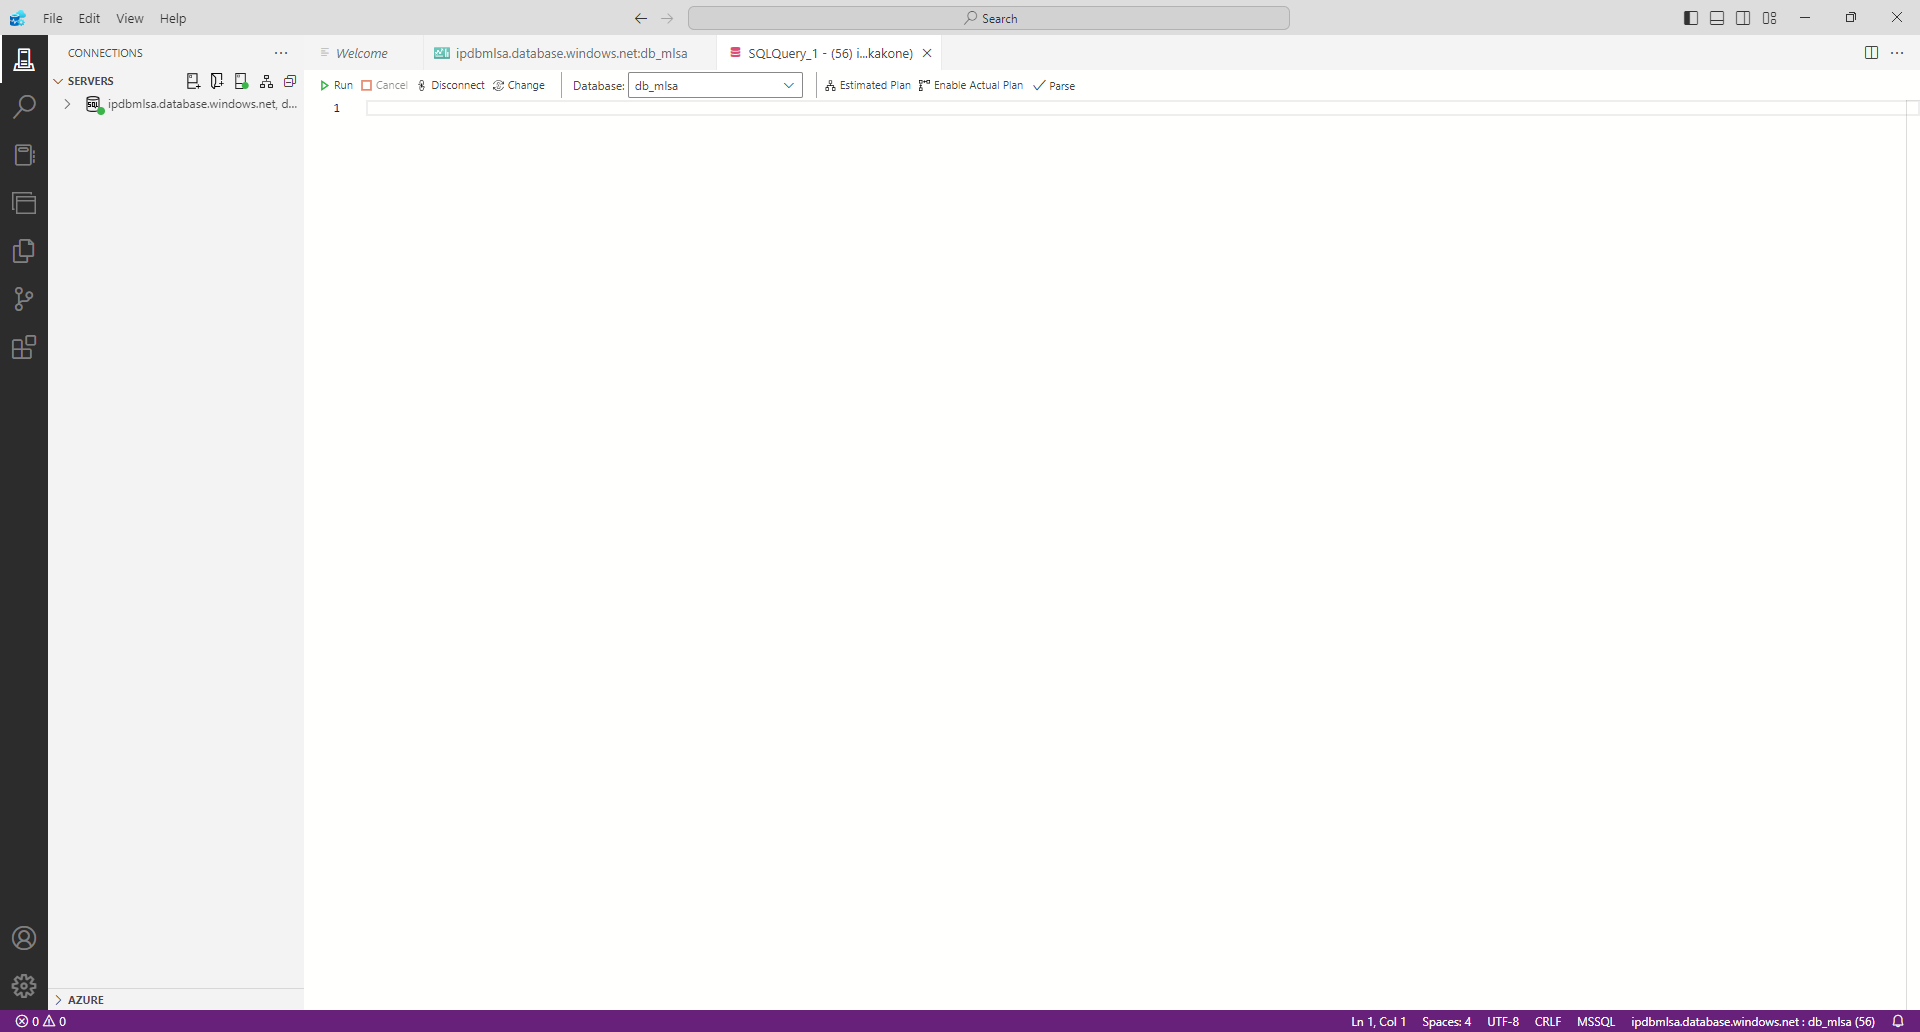 File Edit View Help
Search
CONNECTIONS
Welcome
ipdbmlsa.database.windows.net:db_mlsa
SQLQuery_1 - (56) i...kakone)
SERVERS
Run Cancel Disconnect Change Database: db_mlsa Estimated Plan Enable Actual Plan Parse
SQL ipdbmlsa.database.windows.net, d...
1
AZURE
0 0
Ln 1, Col 1 Spaces: 4 UTF-8 CRLF MSSQL ipdbmlsa.database.windows.net : db_mlsa (56)